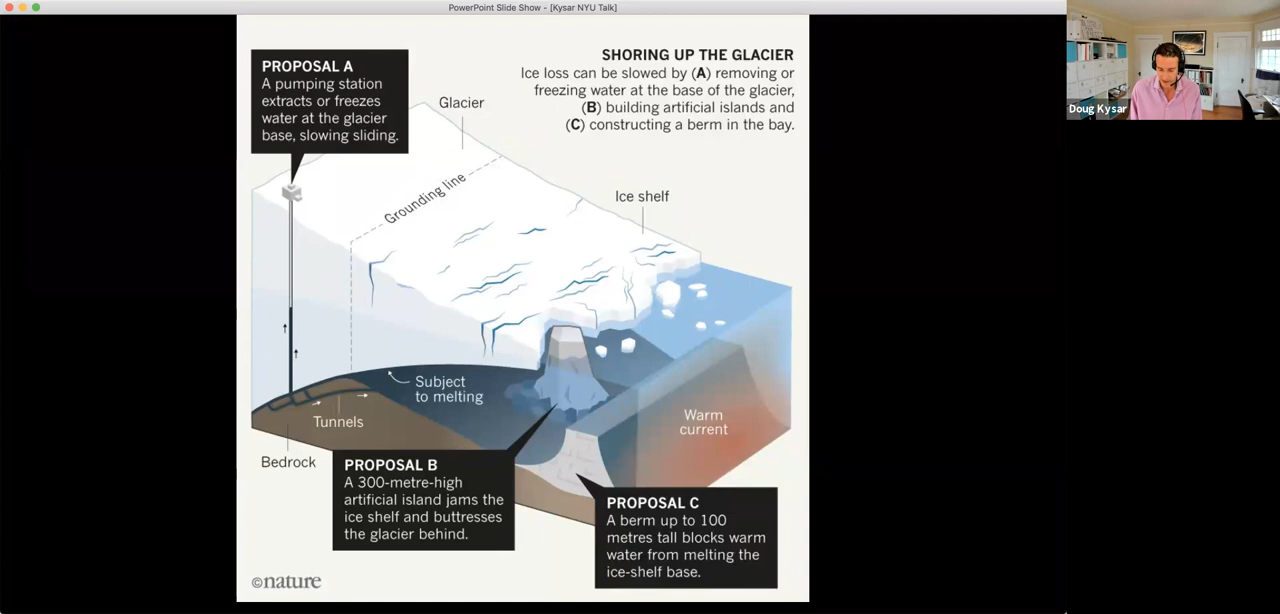 PowerPoint Slide Show - [Kysar NYU Talk]
Doug Kysar
SHORING UP THE GLACIER
Ice loss can be slowed by (A) removing or
freezing water at the base of the glacier,
(B) building artificial islands and
(C) constructing a berm in the bay.
PROPOSAL A
A pumping station
extracts or freezes
water at the glacier
base, slowing sliding.
Glacier
Grounding line
Ice shelf
Subject
to melting
Tunnels
Bedrock
Warm
current
PROPOSAL B
A 300-metre-high
artificial island jams the
ice shelf and buttresses
the glacier behind.
PROPOSAL C
A berm up to 100
metres tall blocks warm
water from melting the
ice-shelf base.
©nature